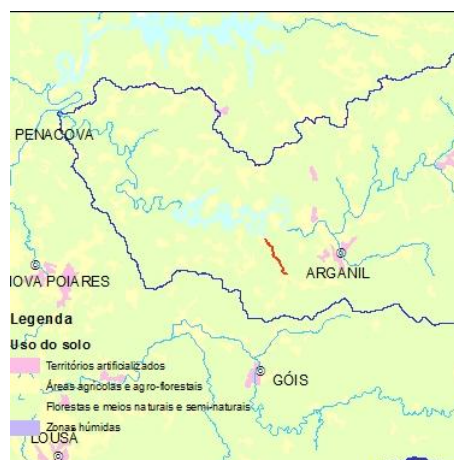 PENACOVA
ARGANIL
NOVA POIARES
Legenda
Uso do solo
Territórios artificializados
Áreas agrícolas e agro-florestais
GÓIS
Florestas e meios naturais e semi-naturais
Zonas húmidas
LOUSÃ